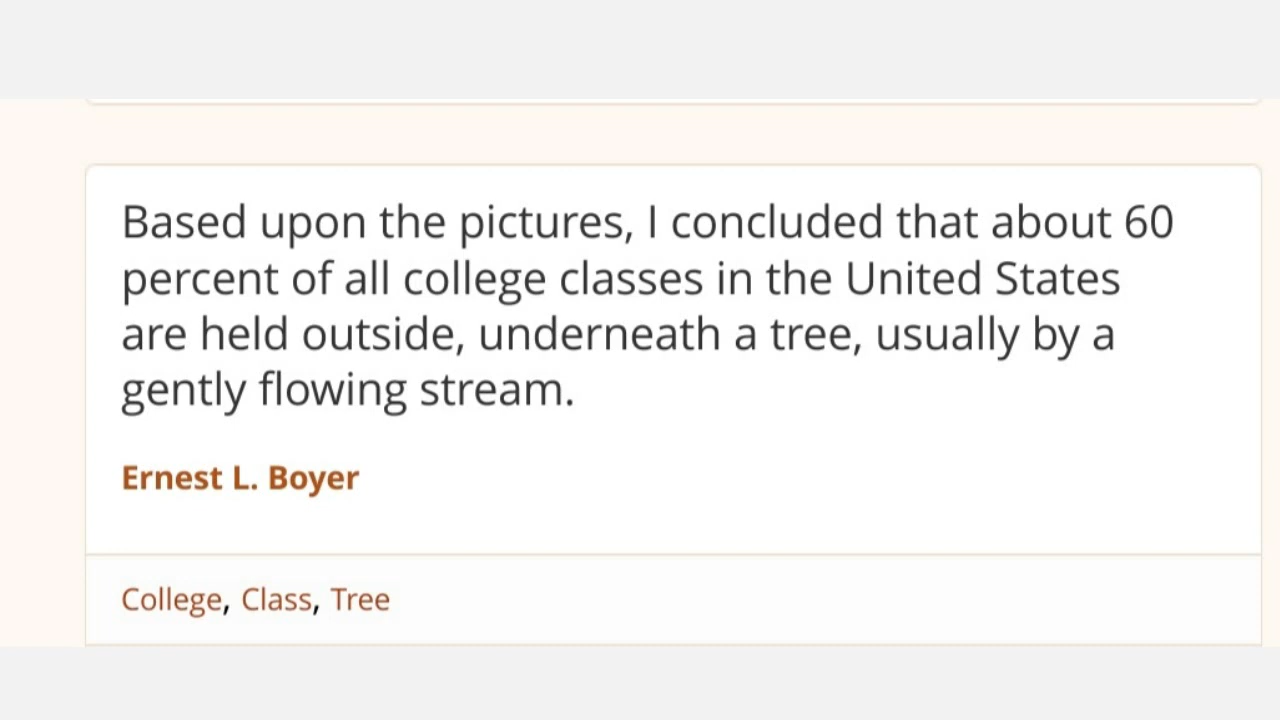 Based upon the pictures, I concluded that about 60
percent of all college classes in the United States
are held outside, underneath a tree, usually by a
gently flowing stream.
Ernest L. Boyer
College, Class, Tree